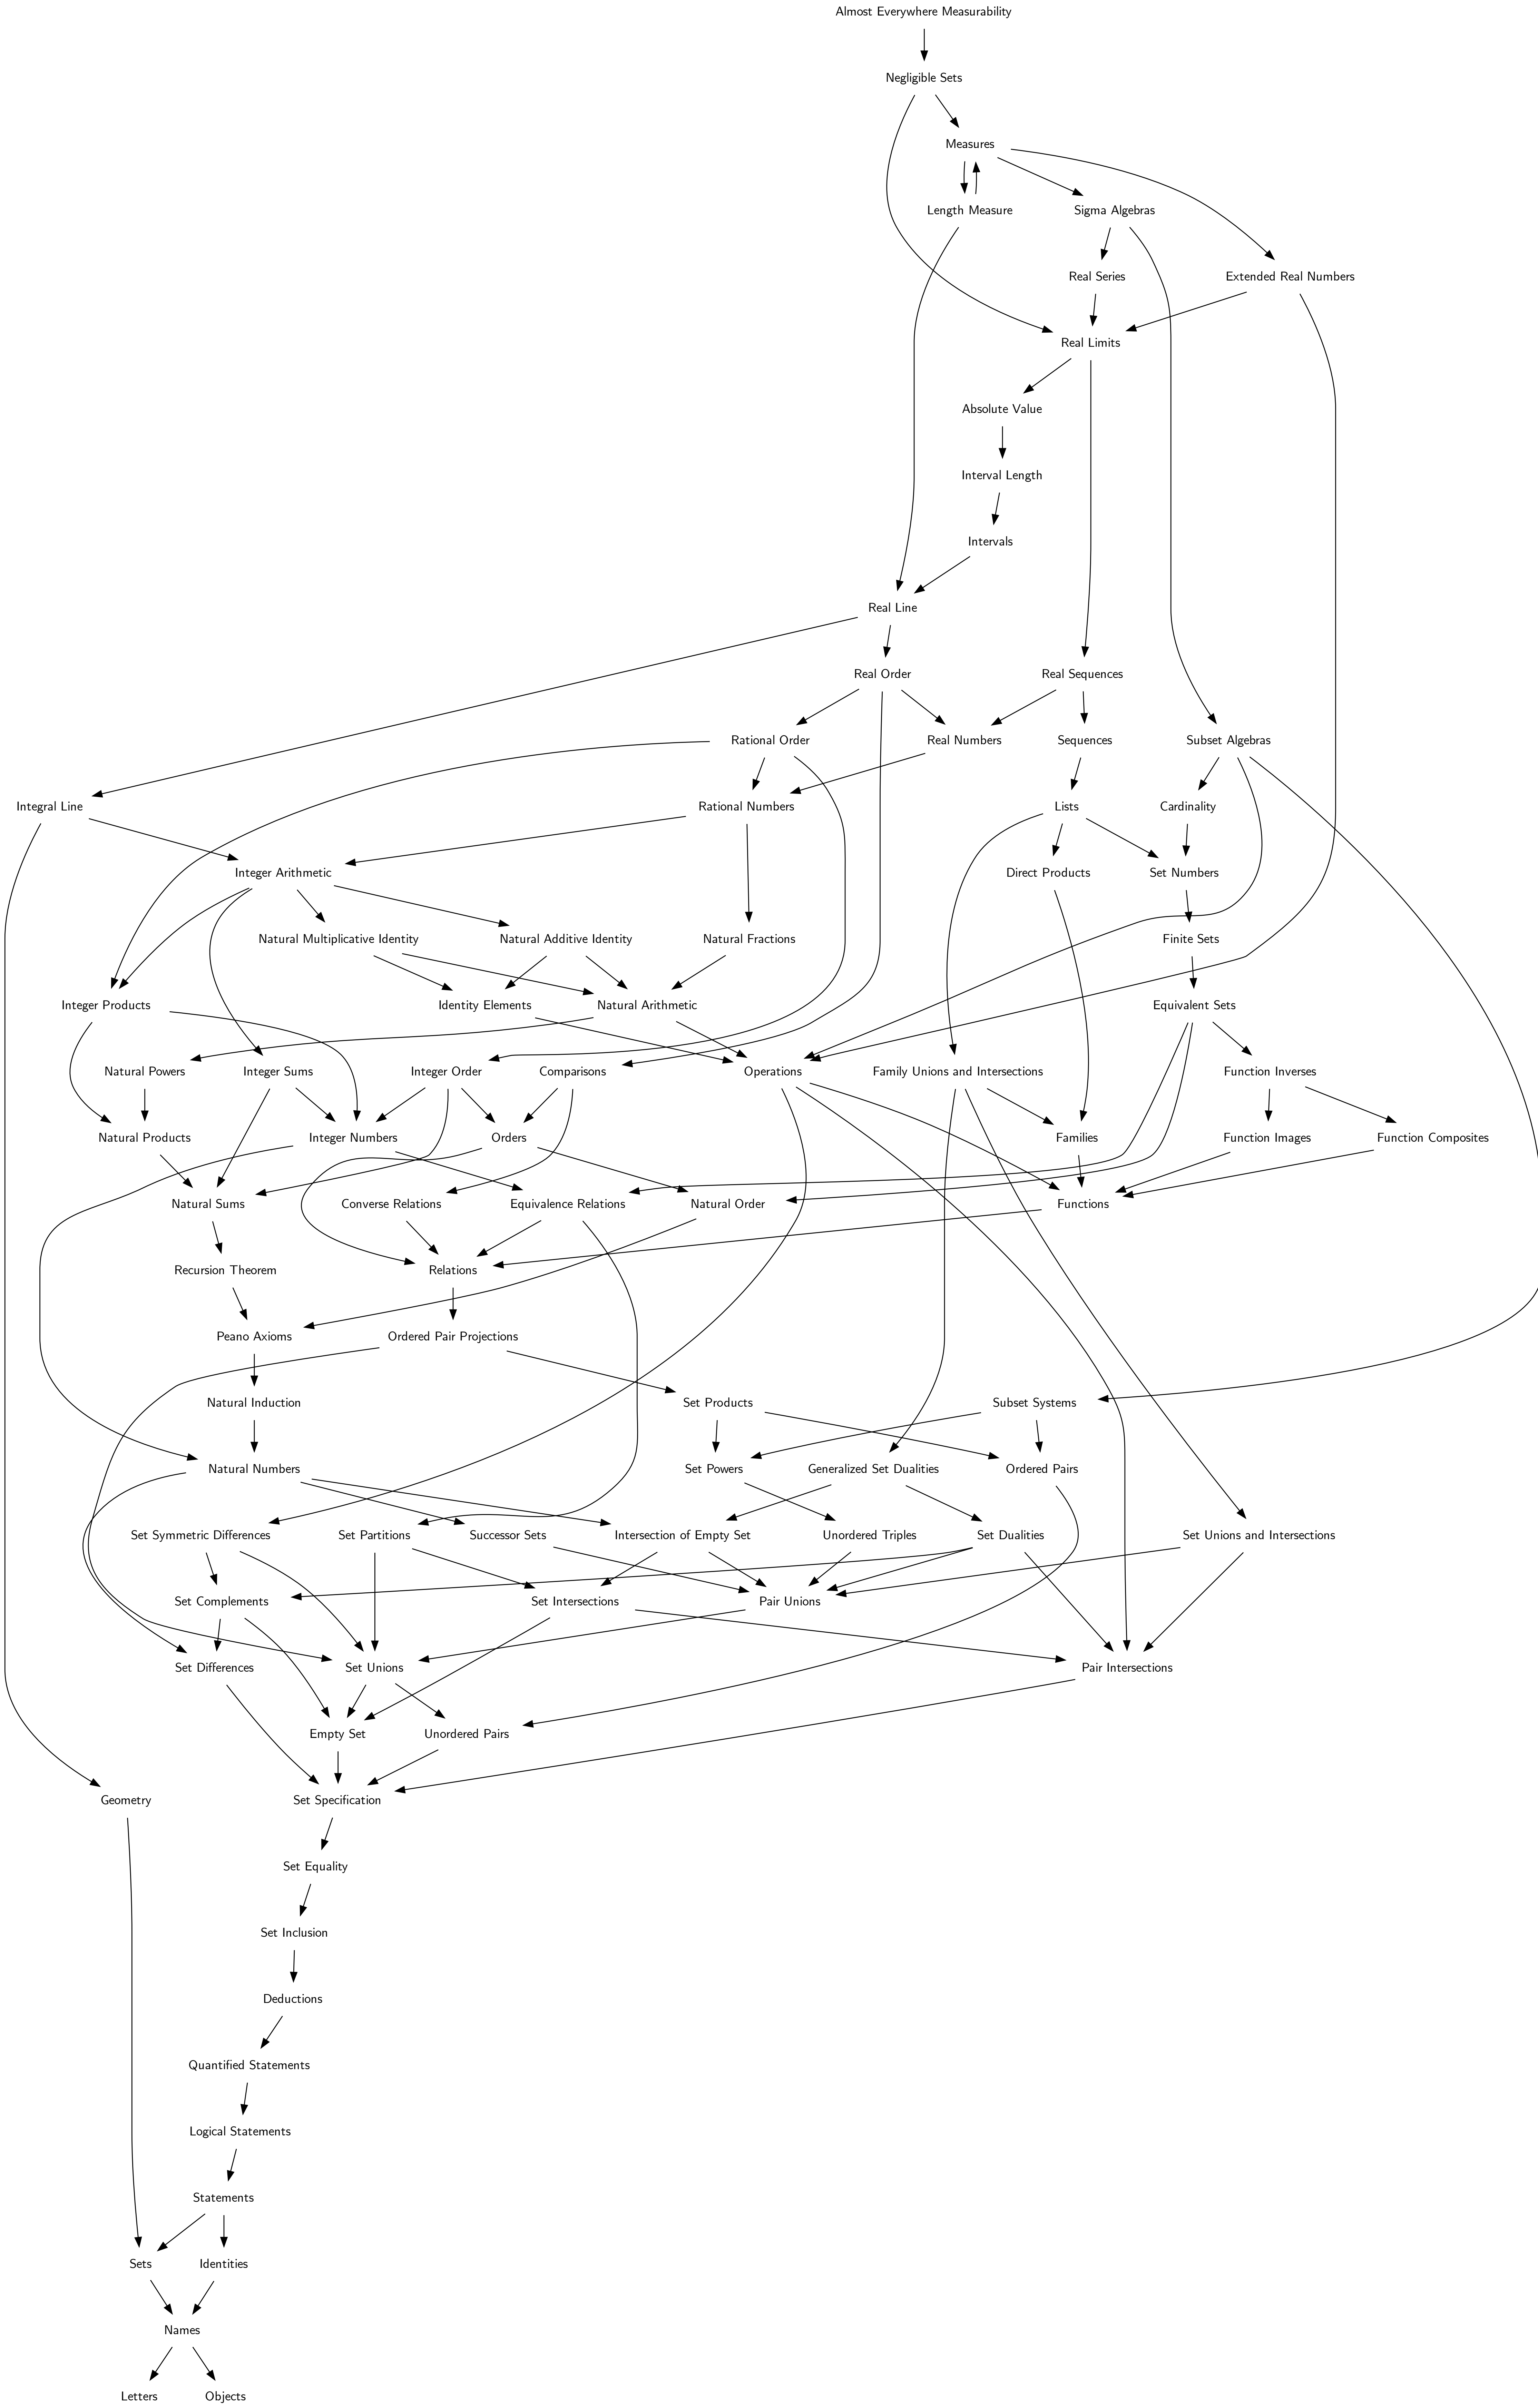 Almost Everywhere Measurability
Negligible Sets
Measures
Length Measure
Sigma Algebras
Real Series
Extended Real Numbers
Real Limits
Absolute Value
Interval Length
Intervals
Real Line
Real Order
Real Sequences
Rational Order
Real Numbers
Sequences
Subset Algebras
Integral Line
Rational Numbers
Lists
Cardinality
Integer Arithmetic
Direct Products
Set Numbers
Natural Multiplicative Identity
Natural Additive Identity
Natural Fractions
Finite Sets
Integer Products
Identity Elements
Natural Arithmetic
Equivalent Sets
Natural Powers
Integer Sums
Integer Order
Comparisons
Operations
Family Unions and Intersections
Function Inverses
Natural Products
Integer Numbers
Orders
Families
Function Images
Function Composites
Natural Sums
Converse Relations
Equivalence Relations
Natural Order
Functions
Recursion Theorem
Relations
Peano Axioms
Ordered Pair Projections
Natural Induction
Set Products
Subset Systems
Natural Numbers
Set Powers
Generalized Set Dualities
Ordered Pairs
Set Symmetric Differences
Set Partitions
Successor Sets
Intersection of Empty Set
Unordered Triples
Set Dualities
Set Unions and Intersections
Set Complements
Set Intersections
Pair Unions
Set Differences
Set Unions
Pair Intersections
Empty Set
Unordered Pairs
Geometry
Set Specification
Set Equality
Set Inclusion
Deductions
Quantified Statements
Logical Statements
Statements
Sets
Identities
Names
Letters
Objects